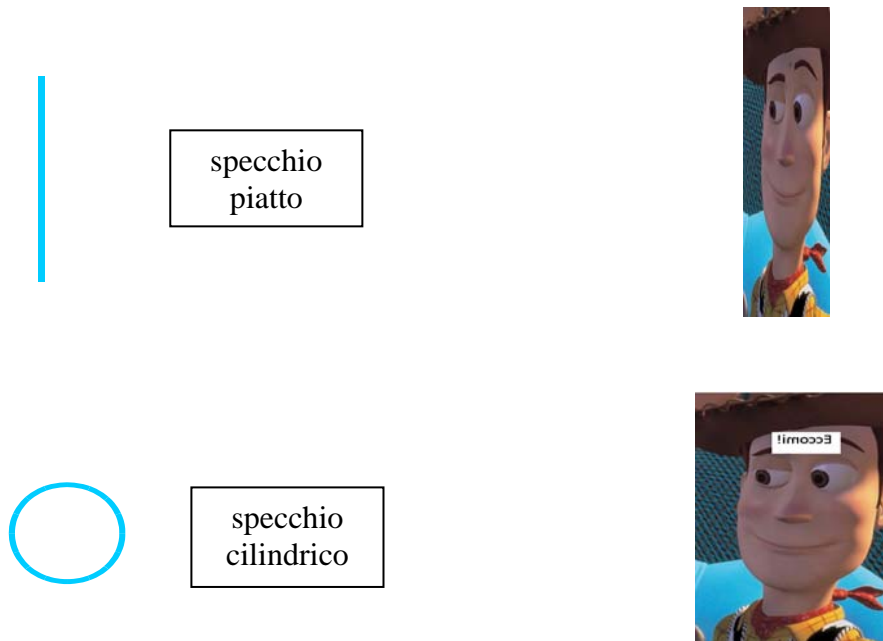 specchio
piatto
Eccomi!
specchio
cilindrico